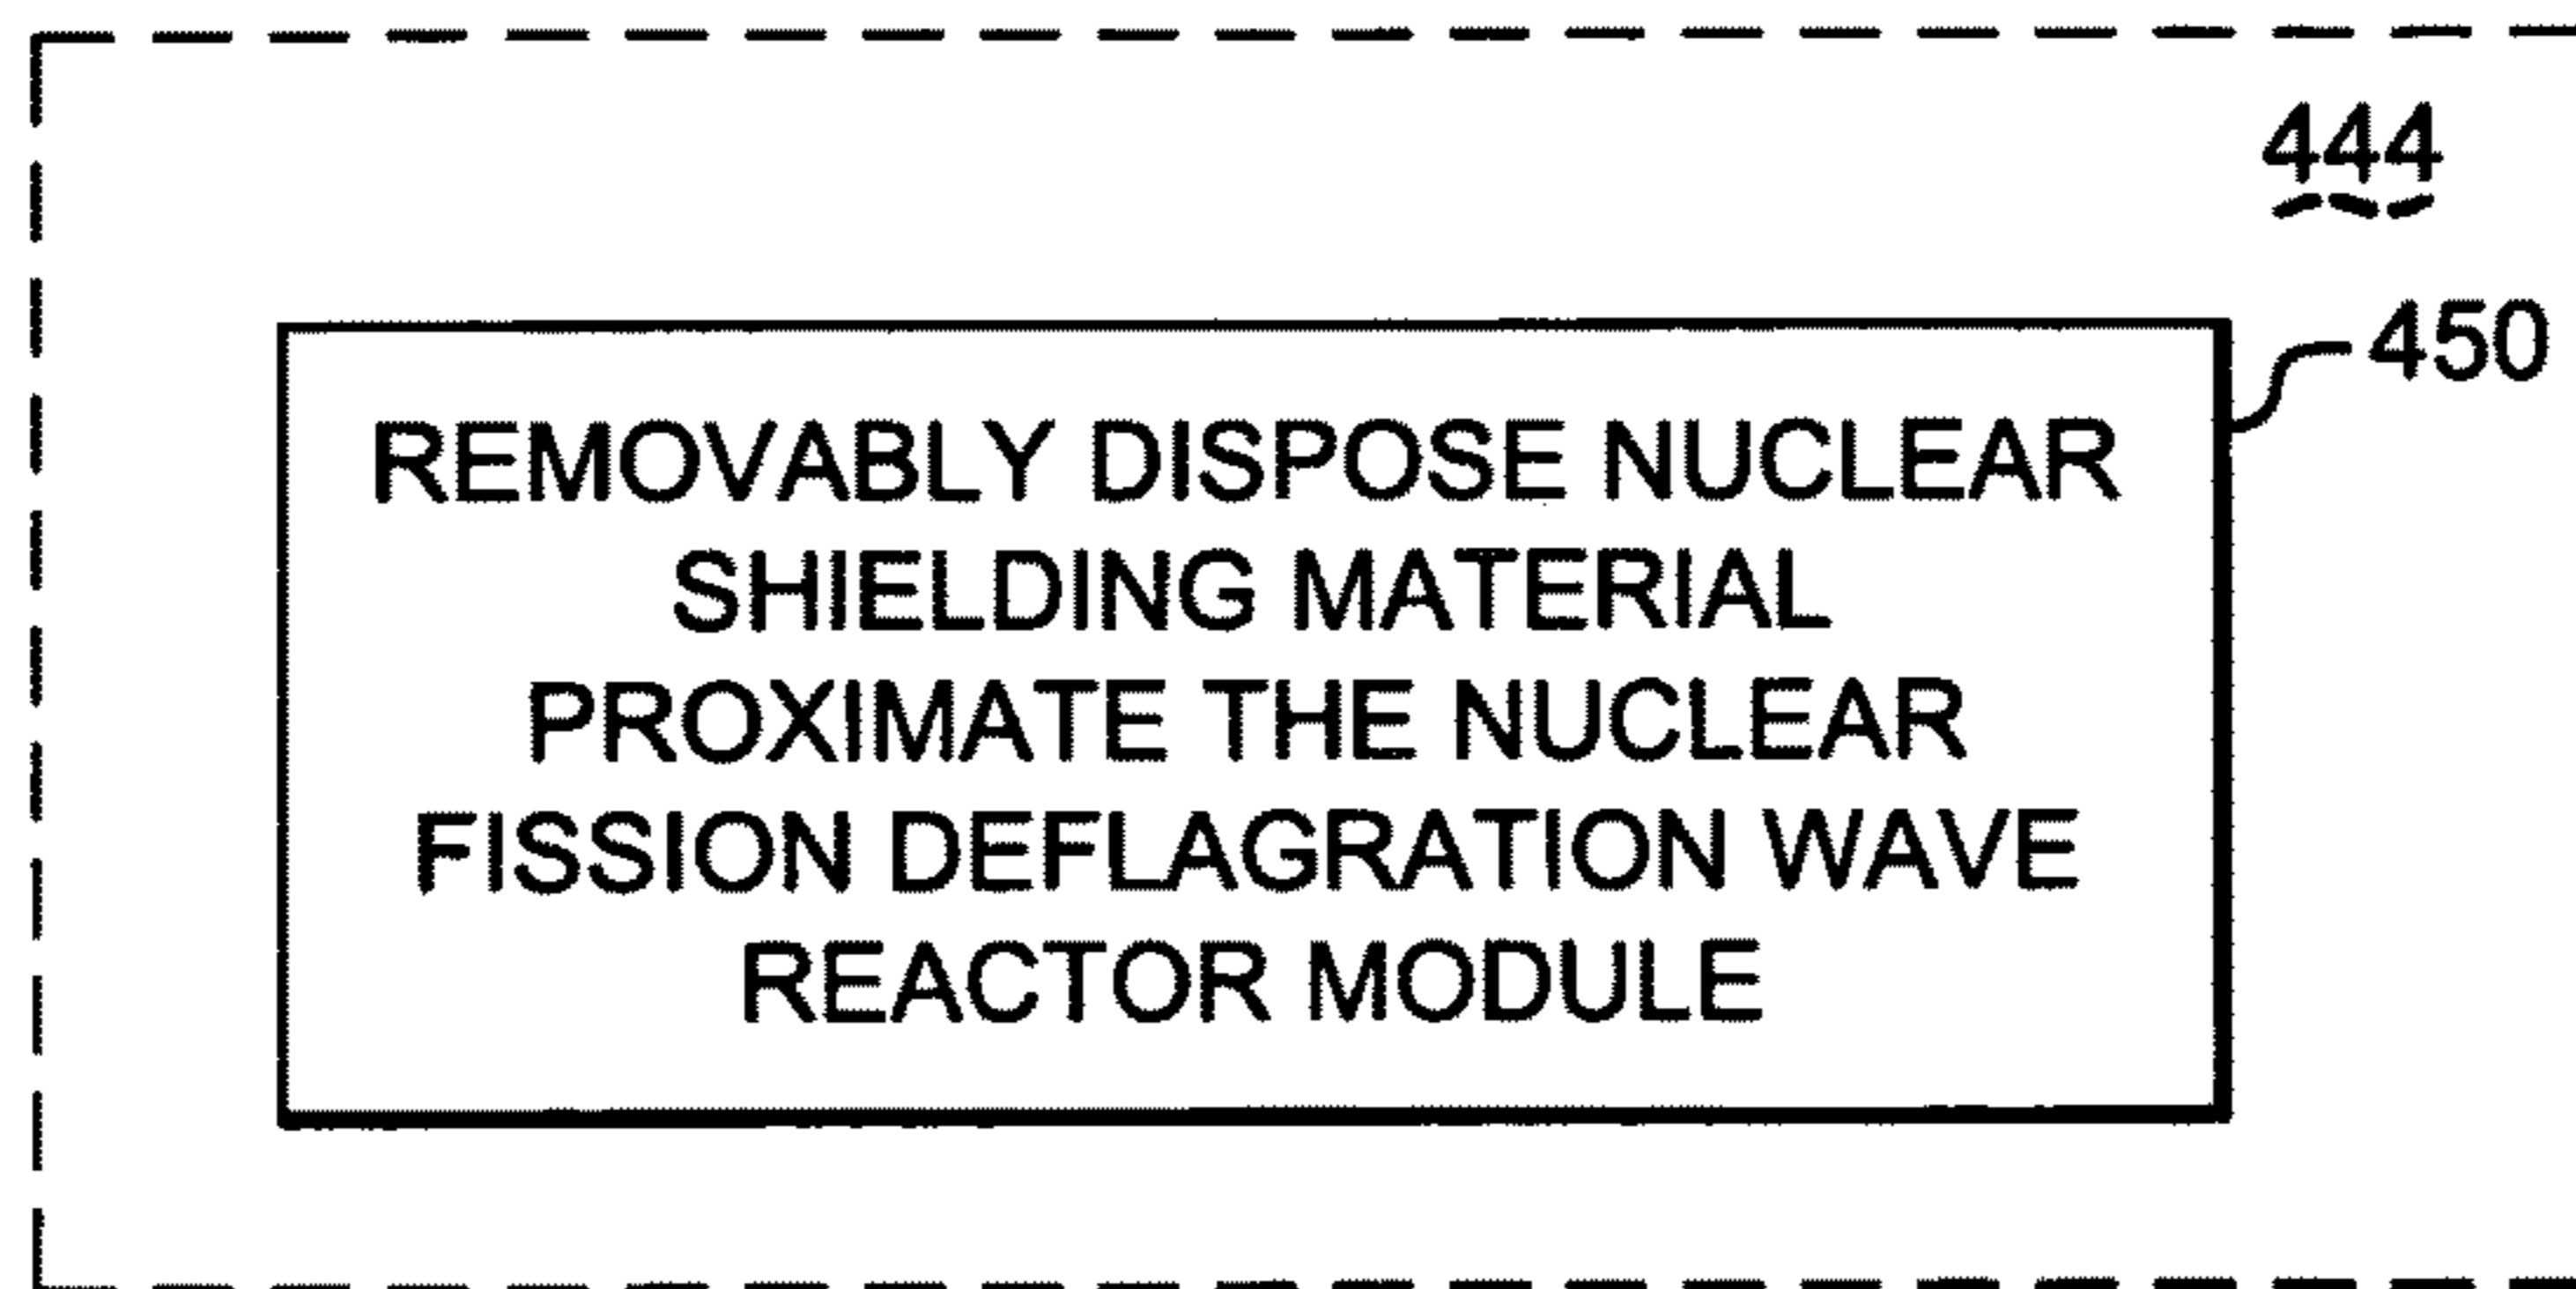 444
450
REMOVABLY DISPOSE NUCLEAR
SHIELDING MATERIAL
PROXIMATE THE NUCLEAR
FISSION DEFLAGRATION WAVE
REACTOR MODULE